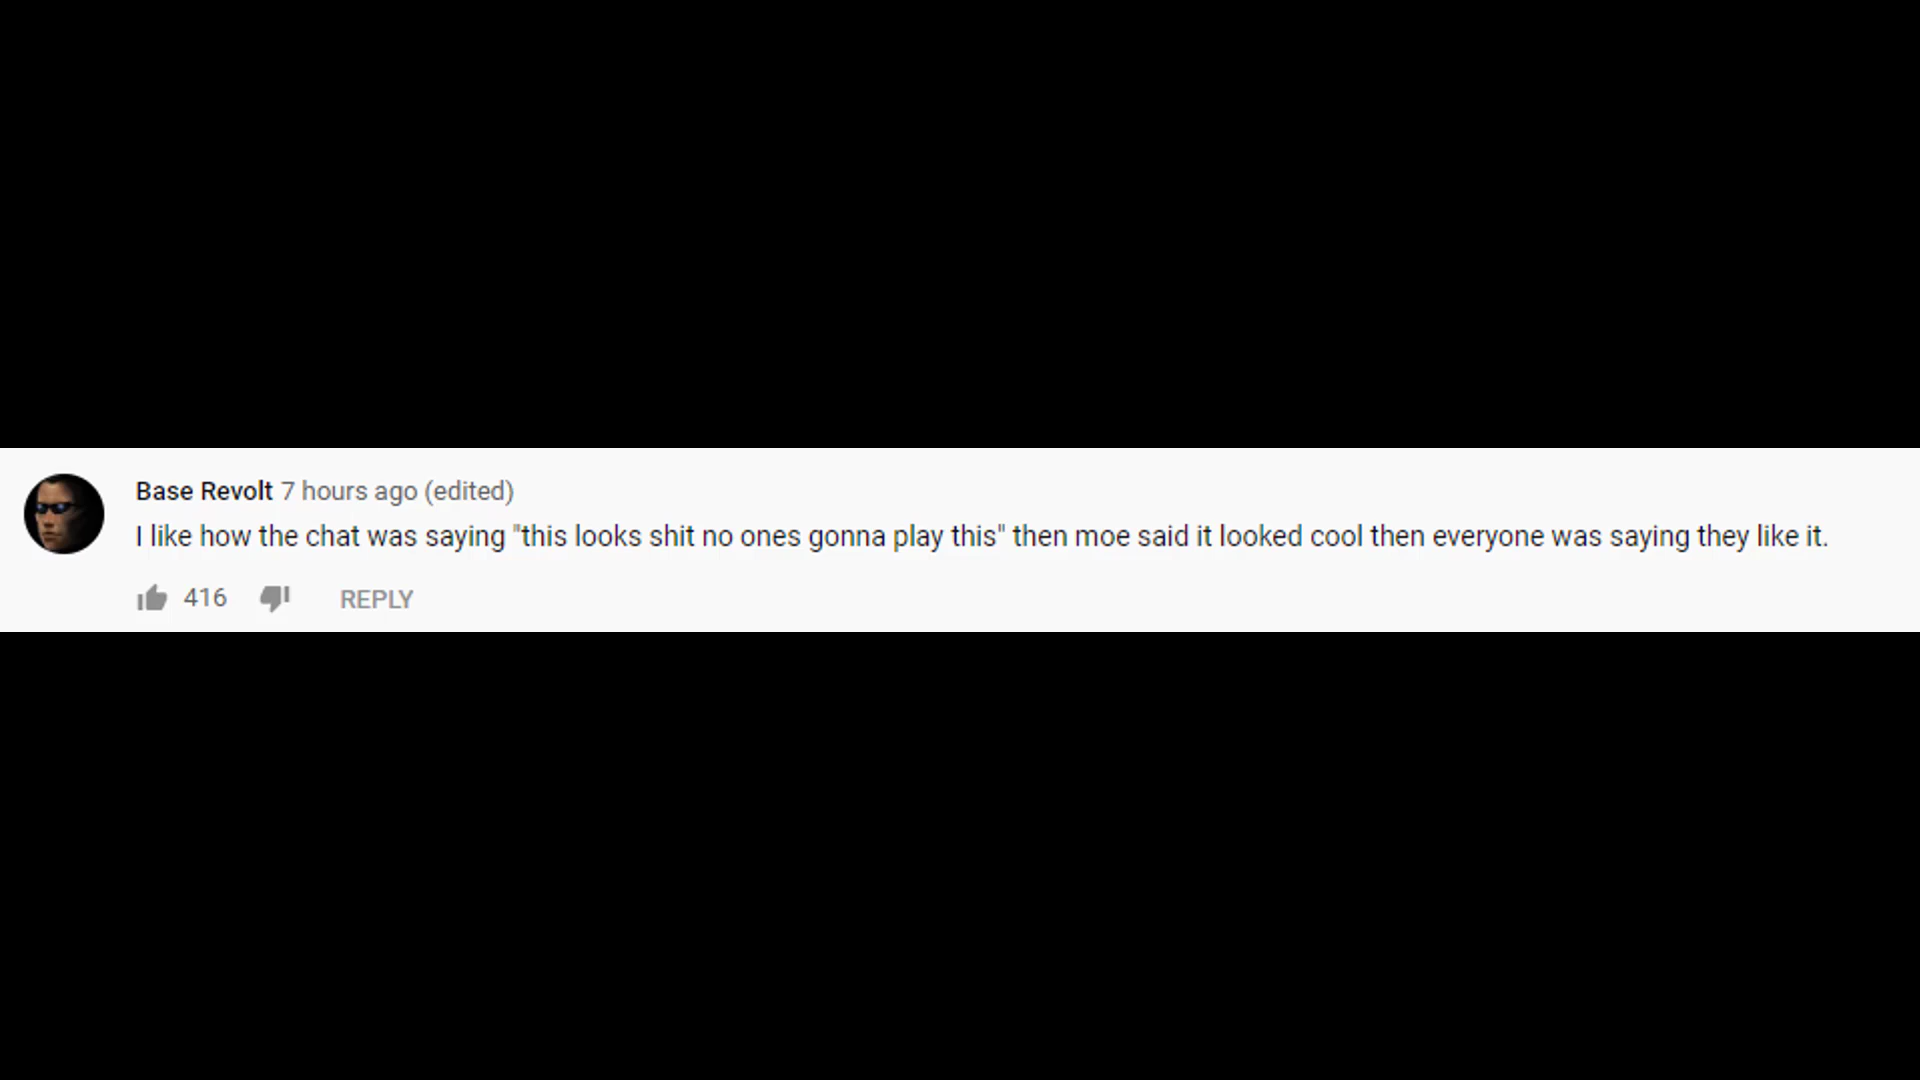 Base Revolt 7 hours ago (edited)
I like how the chat was saying "this looks shit no ones gonna play this" then moe said it looked cool then everyone was saying they like it.
416 REPLY